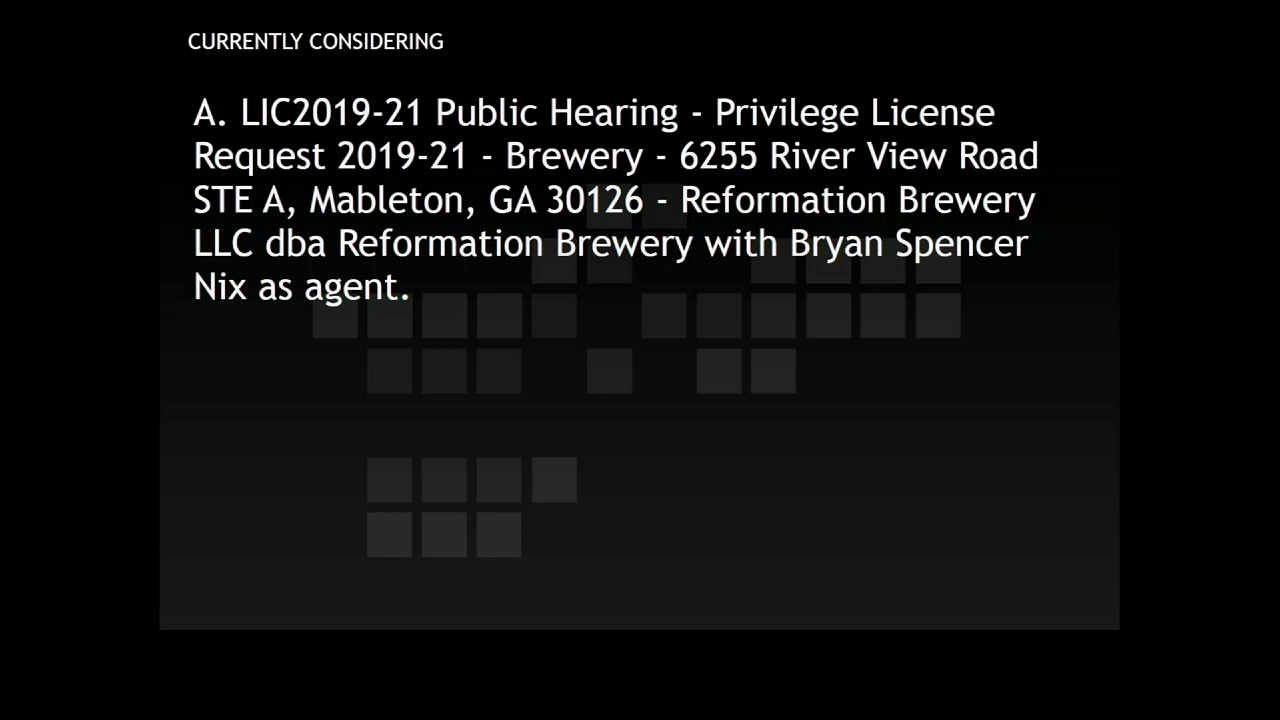 CURRENTLY CONSIDERING
A. LIC2019-21 Public Hearing - Privilege License
Request 2019-21 - Brewery - 6255 River View Road
STE A, Mableton, GA 30126 - Reformation Brewery
LLC dba Reformation Brewery with Bryan Spencer
Nix as agent.